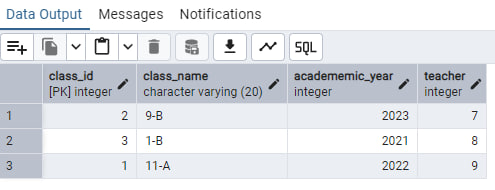 Data Output Messages Notifications
SQL
class_id class_name academemic_year teacher
[PK] integer character varying (20) integer integer
1 2 9-B 2023 7
2 3 1-B 2021 8
3 1 11-A 2022 9